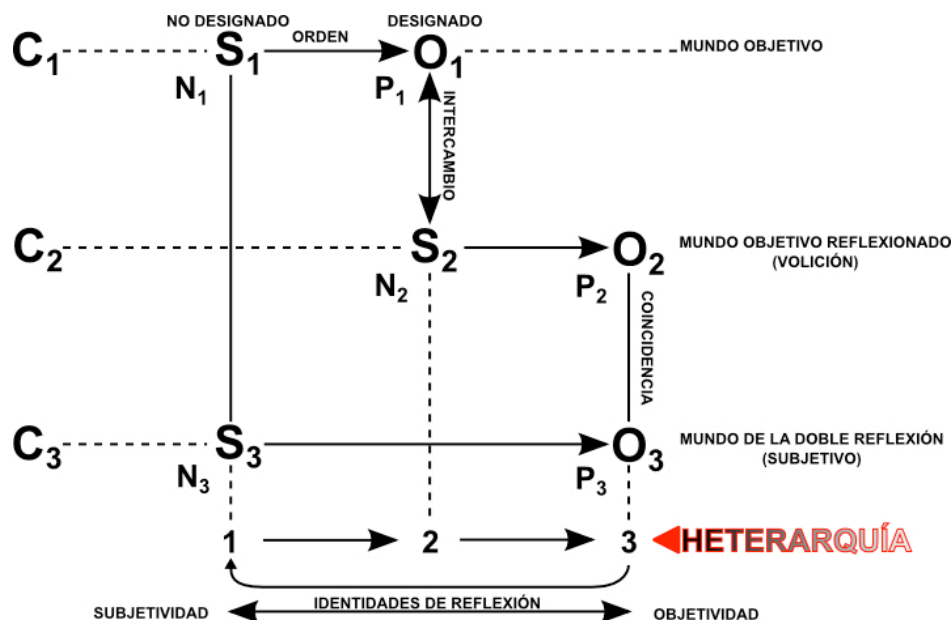 NO DESIGNADO DESIGNADO
C1 S1 ORDEN O1 MUNDO OBJETIVO
N1 P1
INTERCAMBIO
C2 S2 O2 MUNDO OBJETIVO REFLEXIONADO
(VOLICIÓN)
N2 P2
COINCIDENCIA
C3 S3 O3 MUNDO DE LA DOBLE REFLEXIÓN
(SUBJETIVO)
N3 P3
1 2 3 HETERARQUÍA
IDENTIDADES DE REFLEXIÓN
SUBJETIVIDAD OBJETIVIDAD